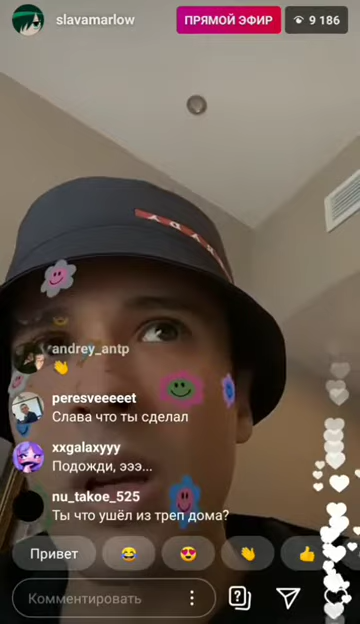 slavamarlow
ПРЯМОЙ ЭФИР
9 186
PRADA
andrey_antp
👋
peresveeeeet
Слава что ты сделал
xxgalaxyyy
Подожди, эээ...
nu_takoe_525
Ты что ушёл из треп дома?
Привет 😂 😍 👋 👍
Комментировать